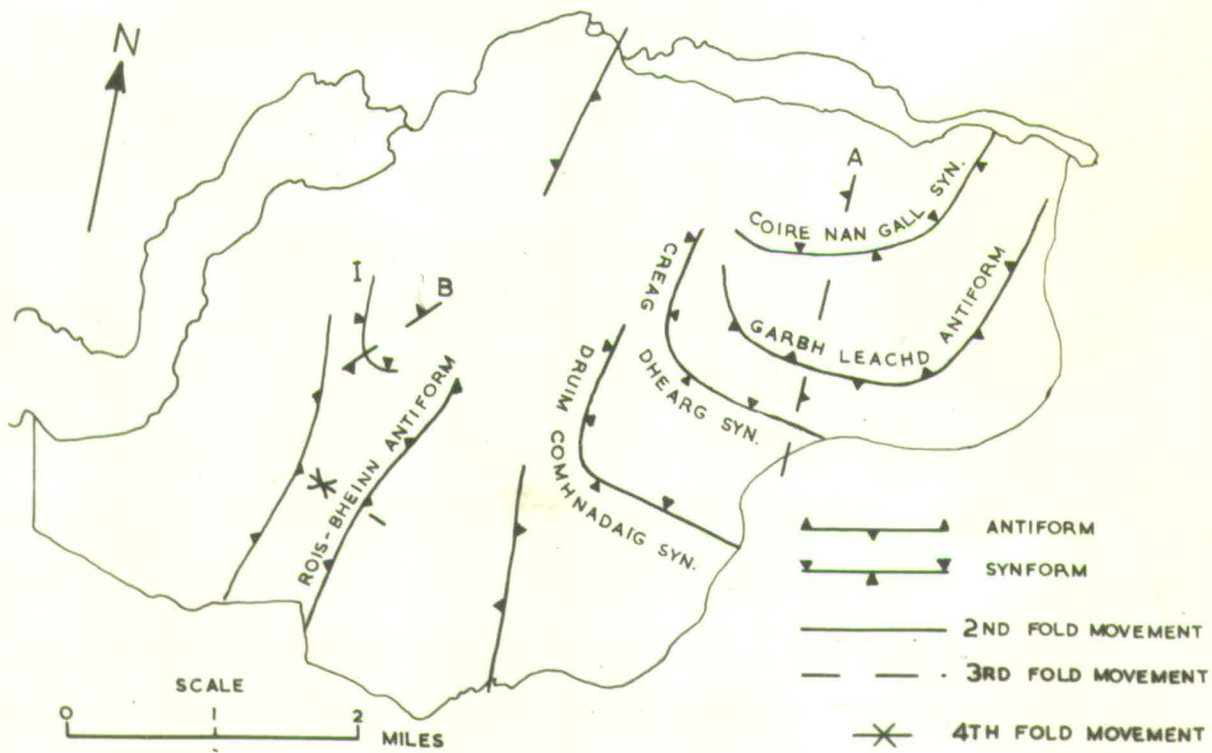 N
A
COIRE NAN GALL SYN.
I
B
CREAG
DHEARG SYN.
GARBH LEACHD ANTIFORM
DRUIM COMHNADAIG SYN.
ROIS-BHEINN ANTIFORM
ANTIFORM
SYNFORM
2ND FOLD MOVEMENT
3RD FOLD MOVEMENT
4TH FOLD MOVEMENT
SCALE
0 1 2
MILES